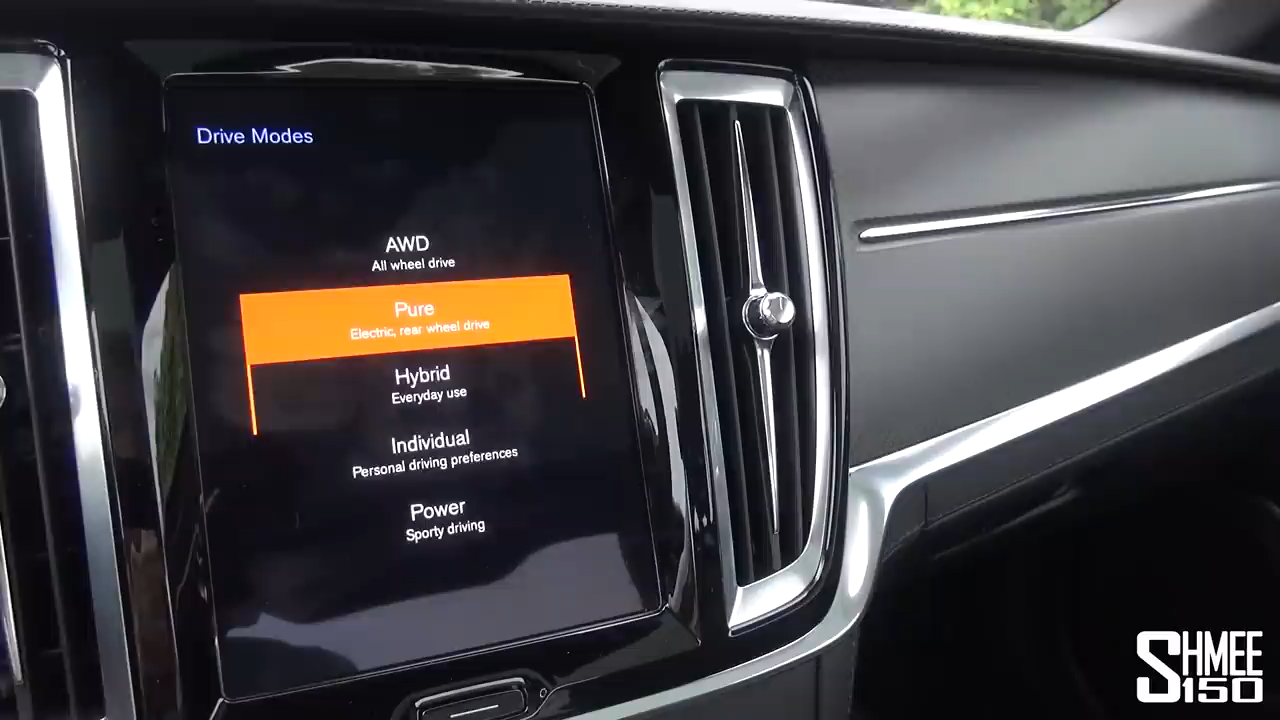 Drive Modes
AWD
All wheel drive
Pure
Electric, rear wheel drive
Hybrid
Everyday use
Individual
Personal driving preferences
Power
Sporty driving
SHMEE
150